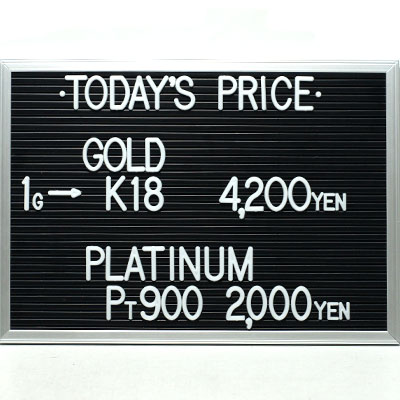 ·TODAY'S PRICE·
GOLD
1G→ K18 4,200YEN
PLATINUM
PT900 2,000YEN